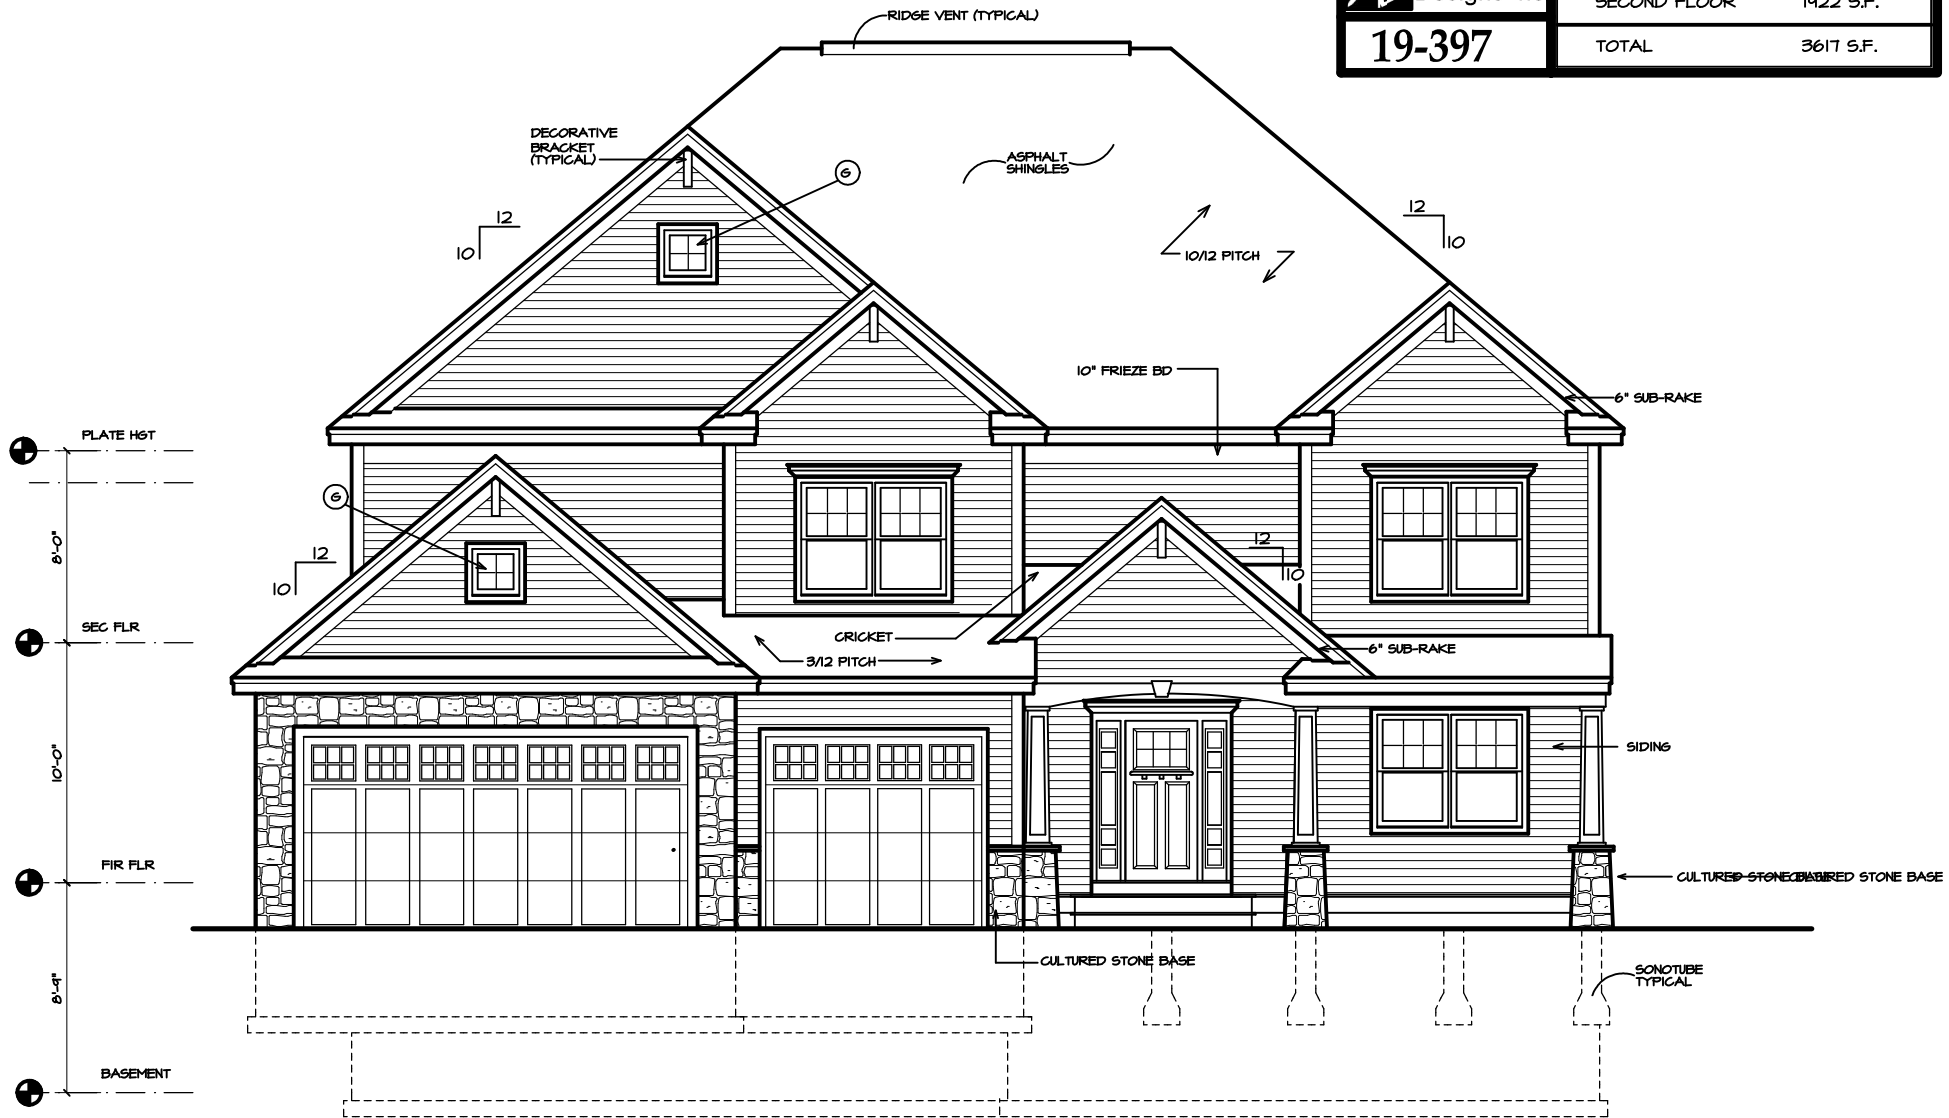 RIDGE VENT (TYPICAL)
SECOND FLOOR 1922 S.F.
19-397
TOTAL 3617 S.F.
DECORATIVE
BRACKET
(TYPICAL)
G
ASPHALT
SHINGLES
12
10
12
10
10/12 PITCH
10" FRIEZE BD
6" SUB-RAKE
PLATE HGT
G
8'-0"
12
10
12
10
SEC FLR
CRICKET
3/12 PITCH
6" SUB-RAKE
10'-0"
SIDING
FIR FLR
CULTURED STONE BASE
CULTURED STONE BASE
CULTURED STONE BASE
SONOTUBE
TYPICAL
8'-9"
BASEMENT